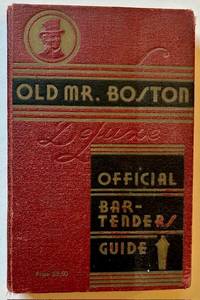 OLD MR. BOSTON
Deluxe
OFFICIAL
BAR-
TENDERS
GUIDE